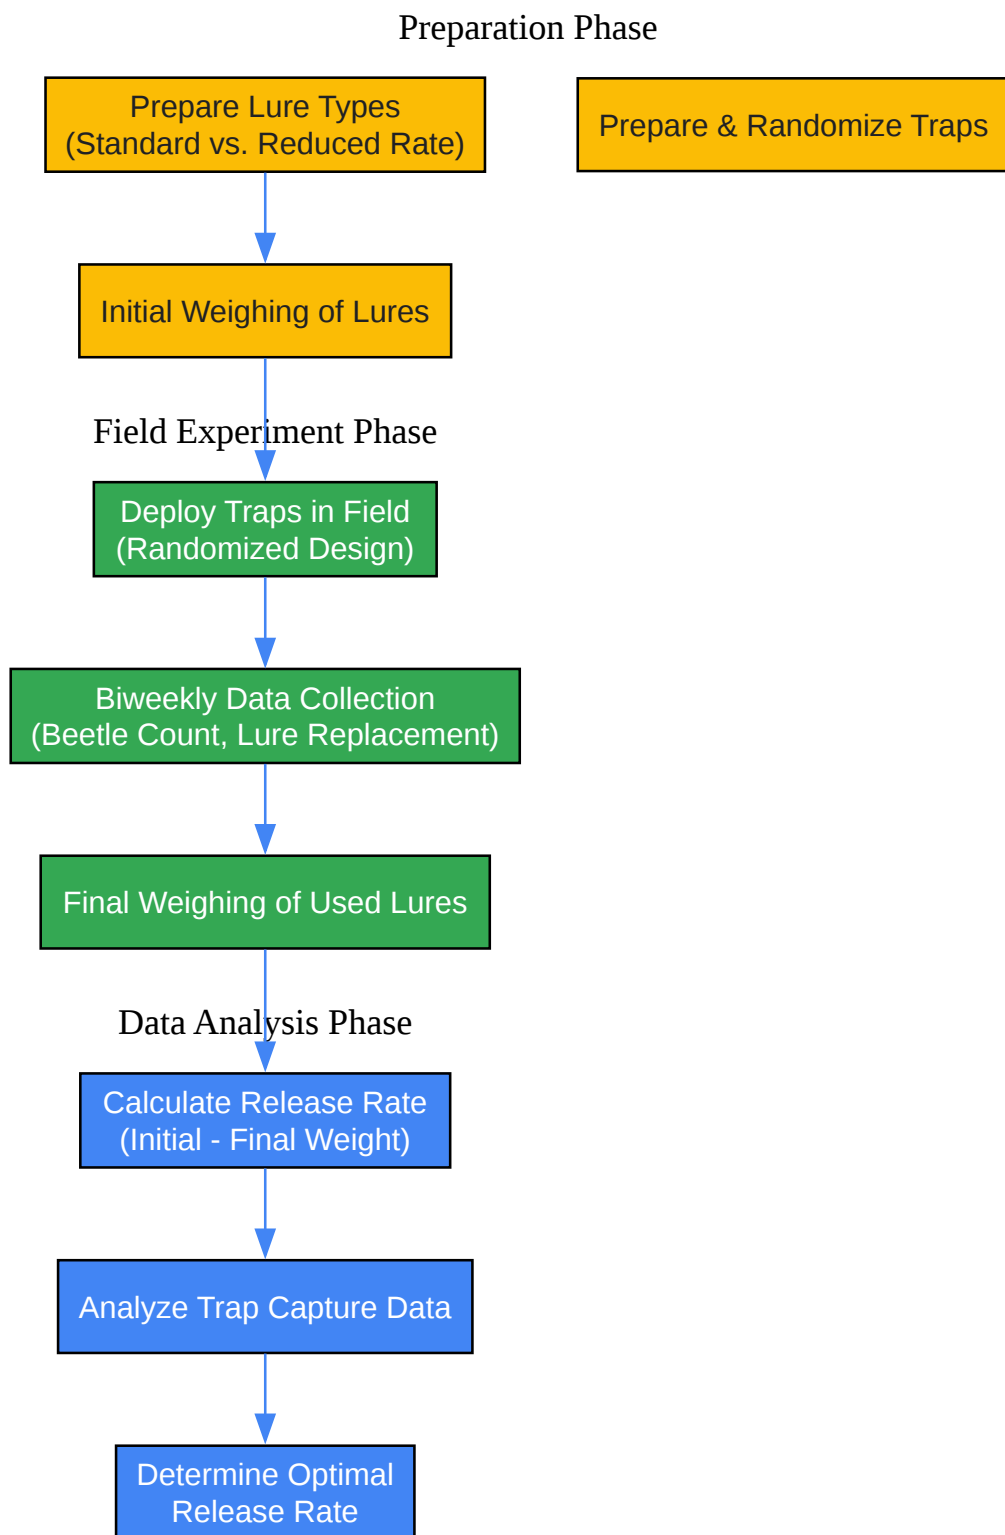 Preparation Phase
Prepare Lure Types
(Standard vs. Reduced Rate)
Prepare & Randomize Traps
Initial Weighing of Lures
Field Experiment Phase
Deploy Traps in Field
(Randomized Design)
Biweekly Data Collection
(Beetle Count, Lure Replacement)
Final Weighing of Used Lures
Data Analysis Phase
Calculate Release Rate
(Initial - Final Weight)
Analyze Trap Capture Data
Determine Optimal
Release Rate